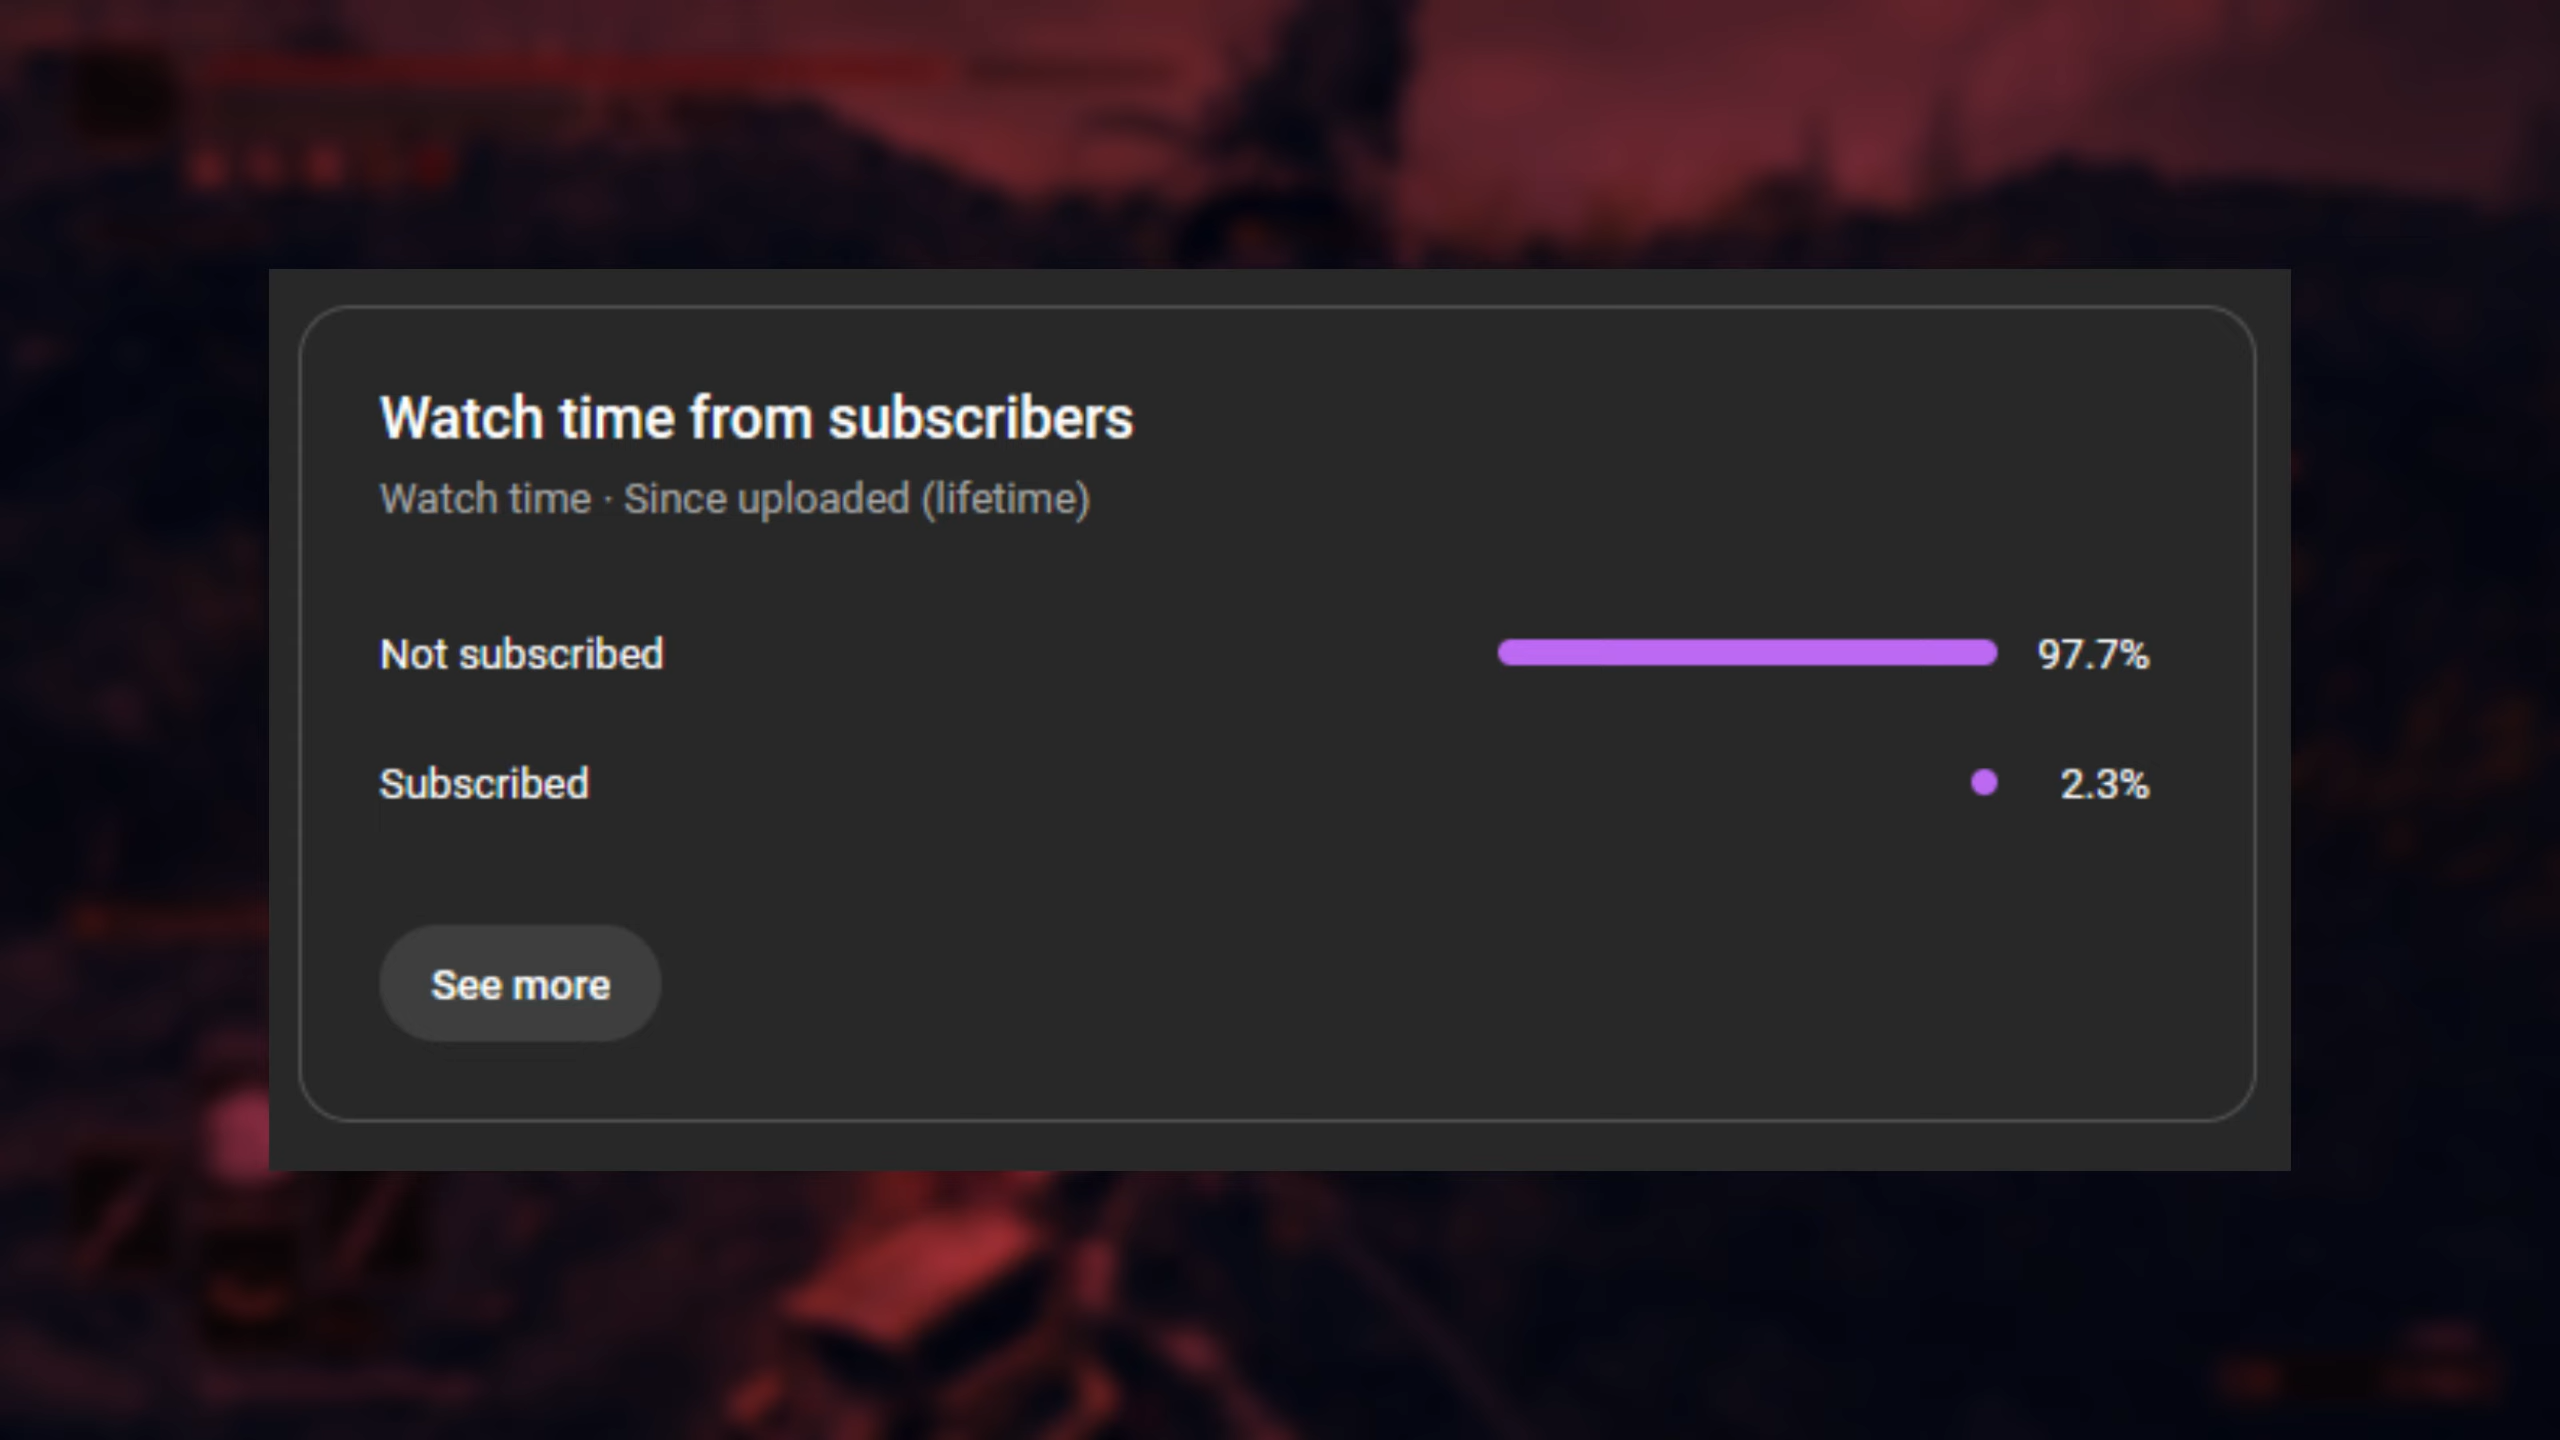 Watch time from subscribers
Watch time · Since uploaded (lifetime)
Not subscribed 97.7%
Subscribed 2.3%
See more